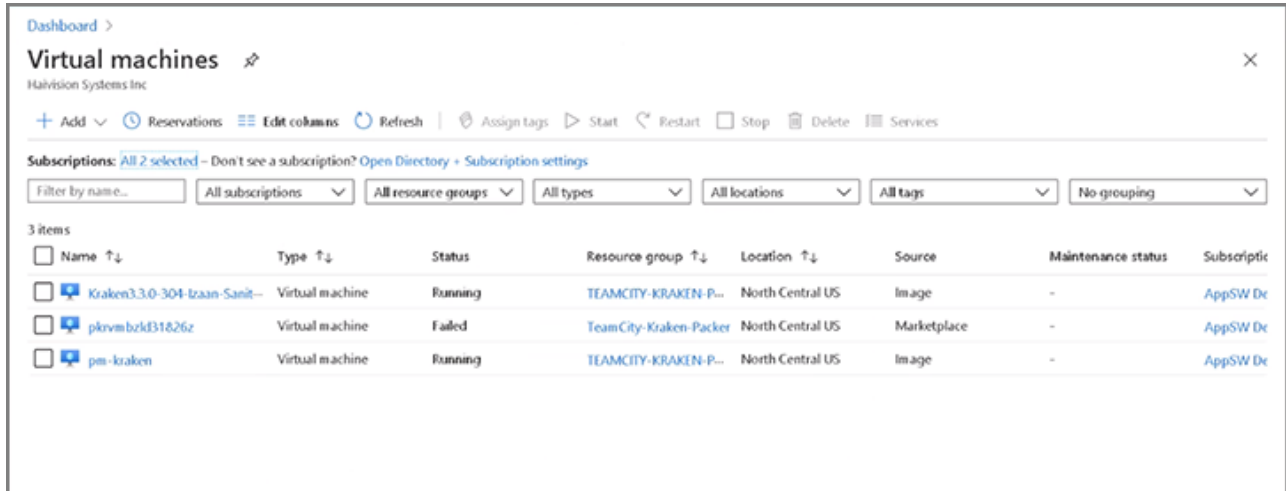 Dashboard >
Virtual machines
Haivision Systems Inc
Add Reservations Edit columns Refresh Assign tags Start Restart Stop Delete Services
Subscriptions: All 2 selected – Don't see a subscription? Open Directory + Subscription settings
Filter by name... All subscriptions All resource groups All types All locations All tags No grouping
3 items
Name ↑↓ Type ↑↓ Status Resource group ↑↓ Location ↑↓ Source Maintenance status Subscriptic
Kraken3.3.0-304-Izaan-Sanit-- Virtual machine Running TEAMCITY-KRAKEN-P... North Central US Image - AppSW De
Virtual machine Failed TeamCity-Kraken-Packer North Central US Marketplace - AppSW De
pm-kraken Virtual machine Running TEAMCITY-KRAKEN-P... North Central US Image - AppSW De